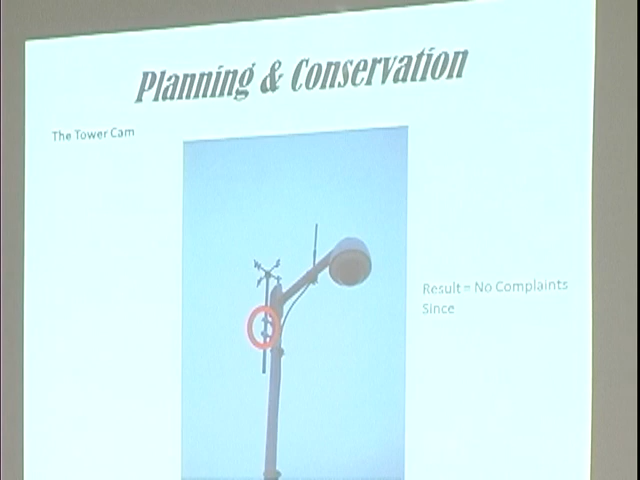 Planning & Conservation
The Tower Cam
Result = No Complaints
Since